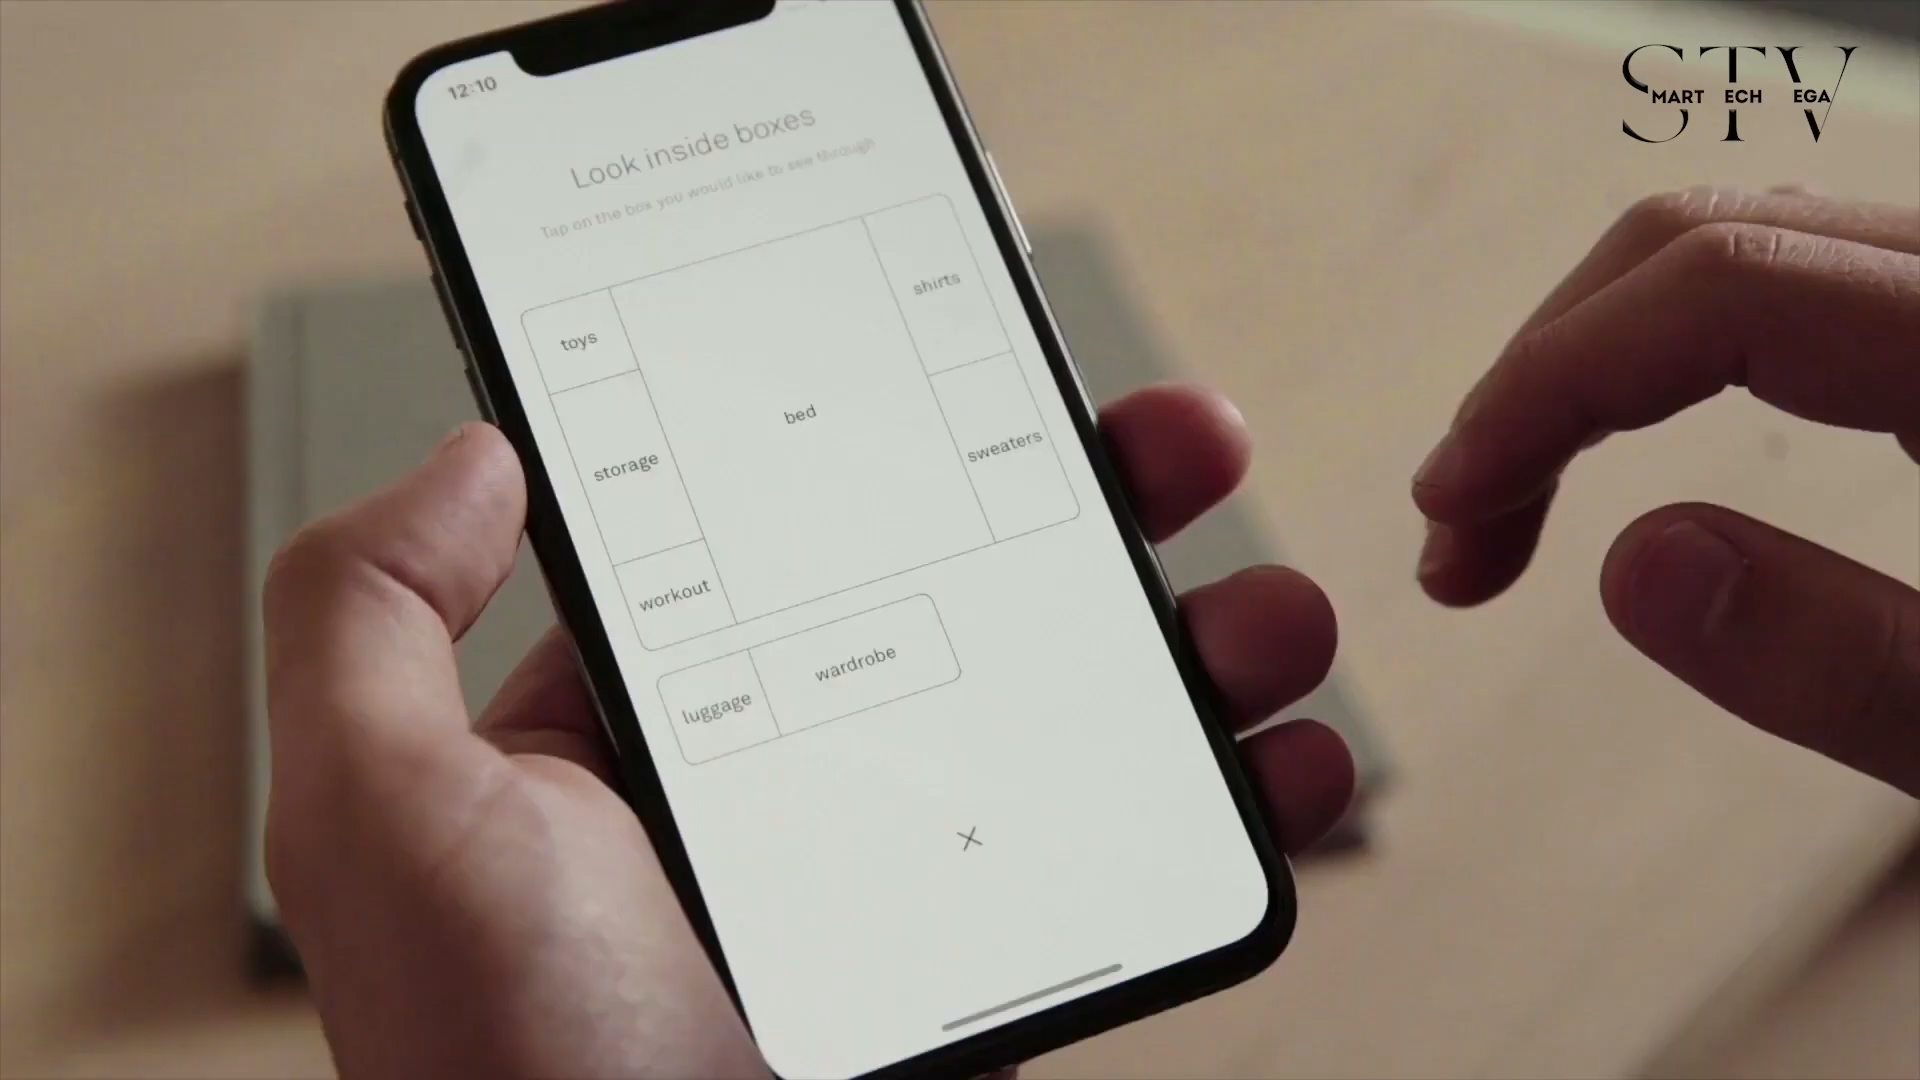 STV
MART ECH EGA
12:10
Look inside boxes
Tap on the box you would like to see through
toys
shirts
bed
storage
sweaters
workout
wardrobe
luggage